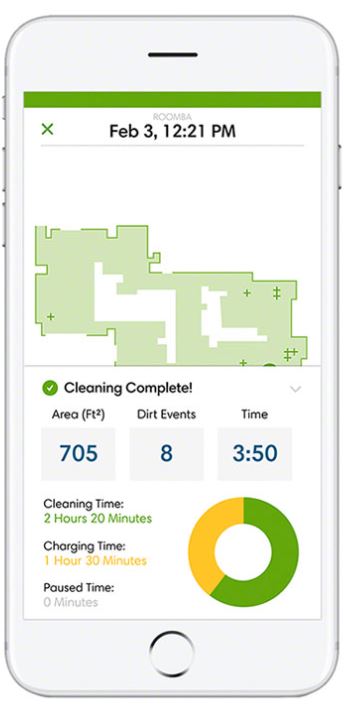 ROOMBA
Feb 3, 12:21 PM
Cleaning Complete!
Area (Ft²) Dirt Events Time
705 8 3:50
Cleaning Time:
2 Hours 20 Minutes
Charging Time:
1 Hour 30 Minutes
Paused Time:
0 Minutes